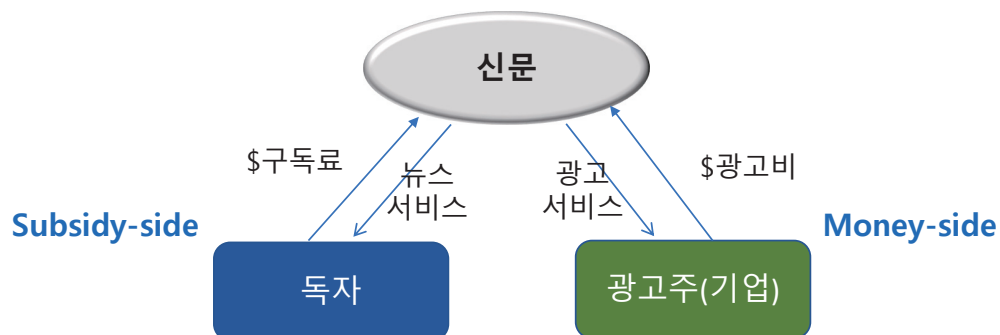 신문
$구독료
뉴스
서비스
광고
서비스
$광고비
Subsidy-side
Money-side
독자
광고주(기업)